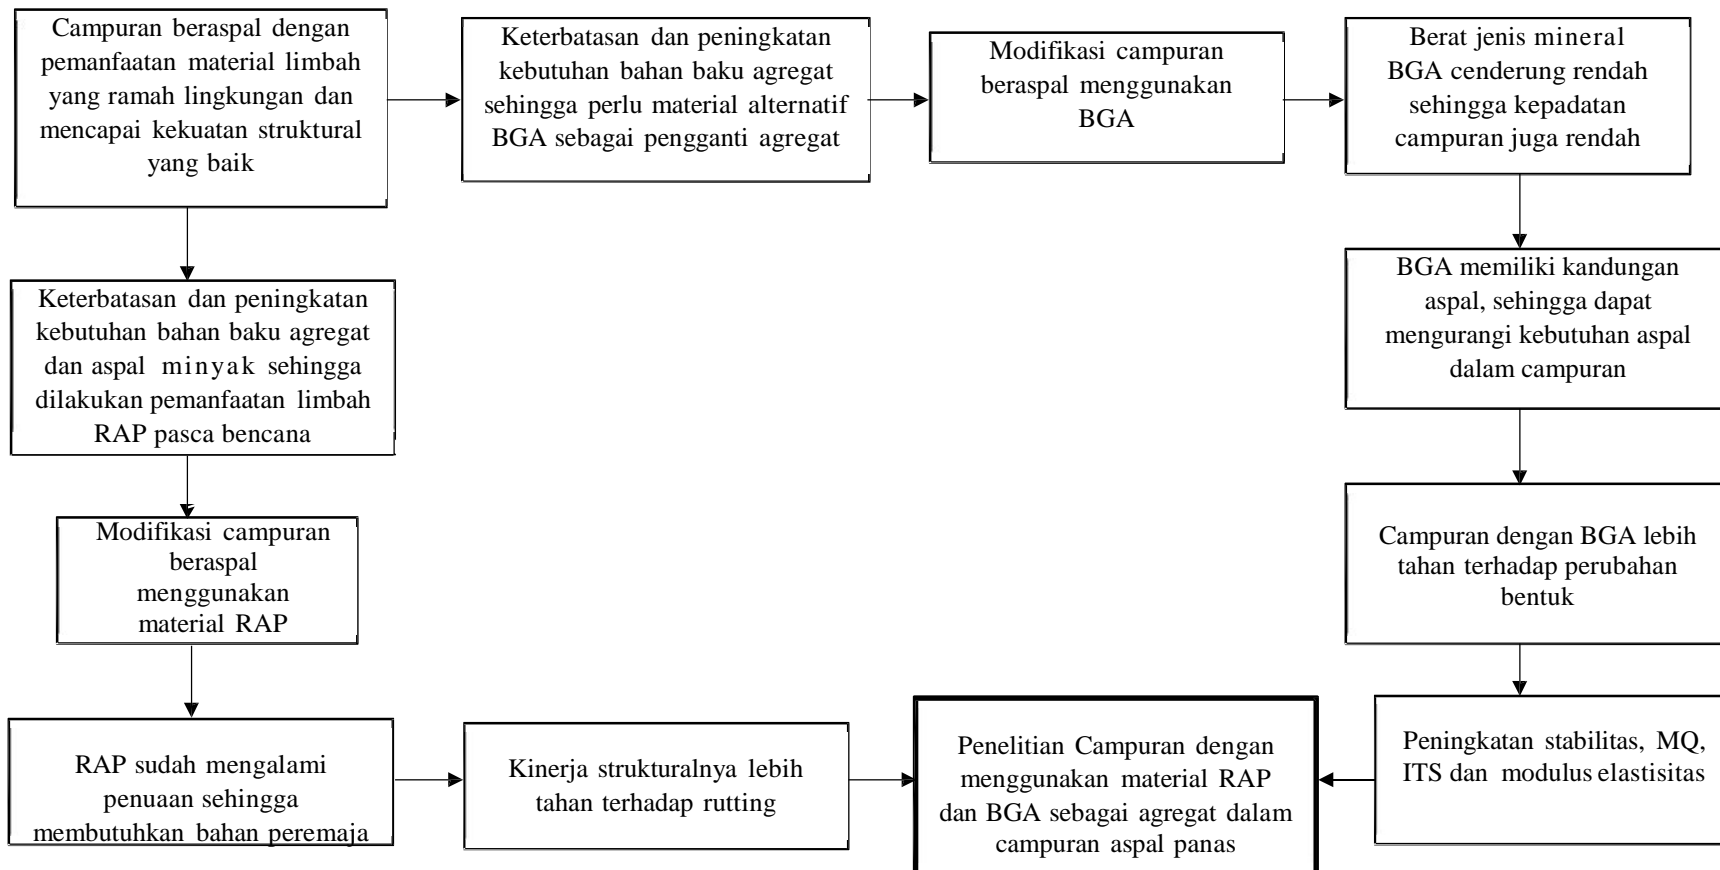 Campuran beraspal dengan
pemanfaatan material limbah
yang ramah lingkungan dan
mencapai kekuatan struktural
yang baik
Keterbatasan dan peningkatan
kebutuhan bahan baku agregat
sehingga perlu material alternatif
BGA sebagai pengganti agregat
Modifikasi campuran
beraspal menggunakan
BGA
Berat jenis mineral
BGA cenderung rendah
sehingga kepadatan
campuran juga rendah
Keterbatasan dan peningkatan
kebutuhan bahan baku agregat
dan aspal minyak sehingga
dilakukan pemanfaatan limbah
RAP pasca bencana
BGA memiliki kandungan
aspal, sehingga dapat
mengurangi kebutuhan aspal
dalam campuran
Modifikasi campuran
beraspal
menggunakan
material RAP
Campuran dengan BGA lebih
tahan terhadap perubahan
bentuk
RAP sudah mengalami
penuaan sehingga
membutuhkan bahan peremaja
Kinerja strukturalnya lebih
tahan terhadap rutting
Penelitian Campuran dengan
menggunakan material RAP
dan BGA sebagai agregat dalam
campuran aspal panas
Peningkatan stabilitas, MQ,
ITS dan modulus elastisitas